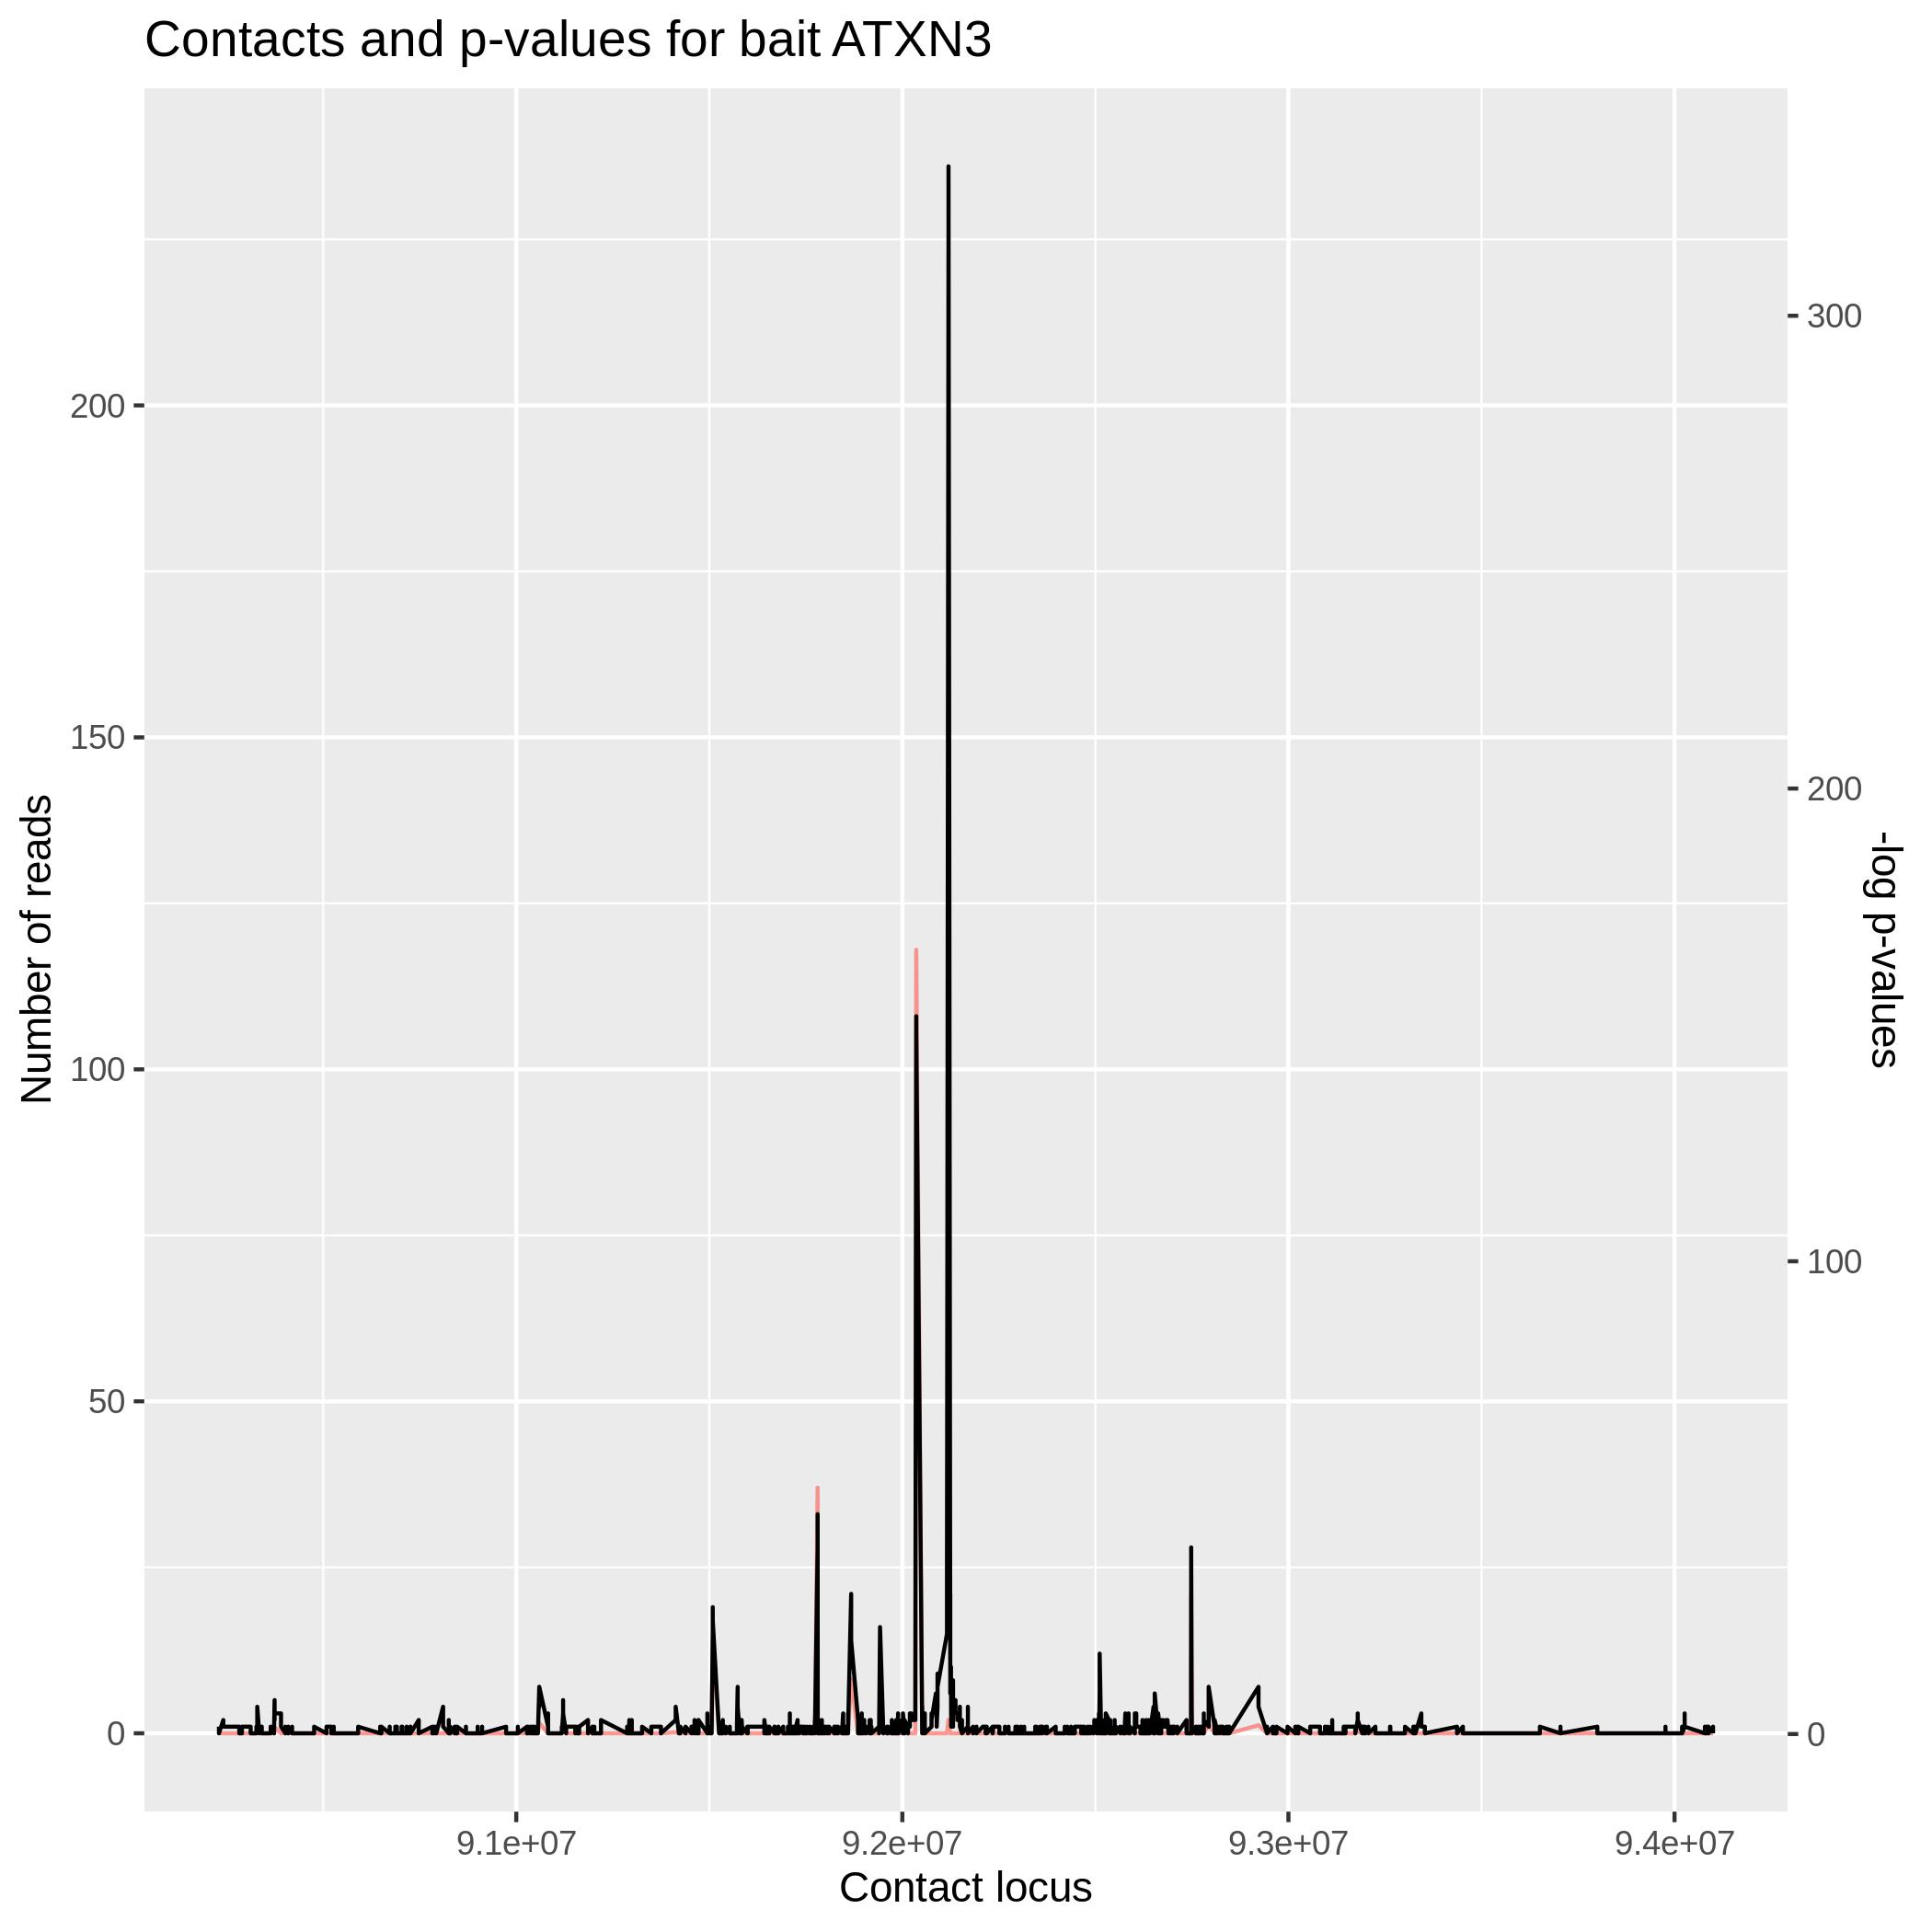 Contacts and p-values for bait ATXN3
Number of reads
200
150
100
50
0
300
200
100
0
-log p-values
9.1e+07
9.2e+07
9.3e+07
9.4e+07
Contact locus